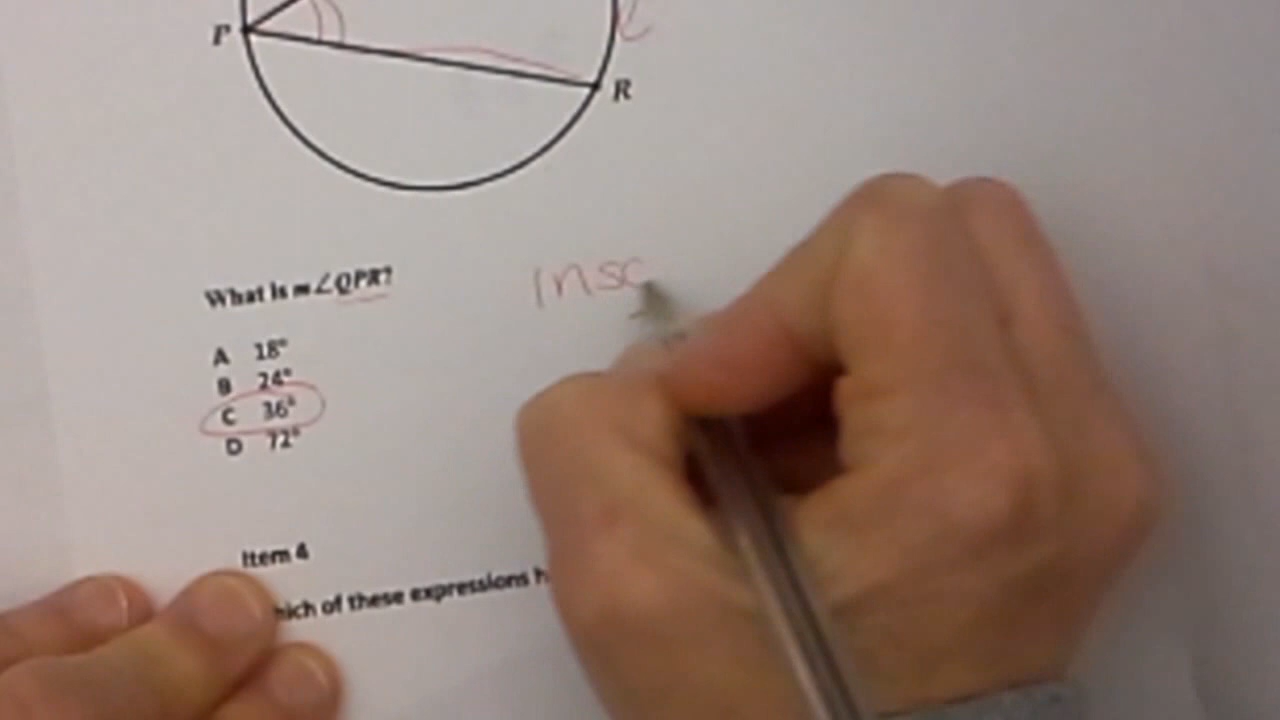 P
R
What is m∠QPR?
insc
A 18°
B 24°
C 36°
D 72°
Item 4
hich of these expressions h